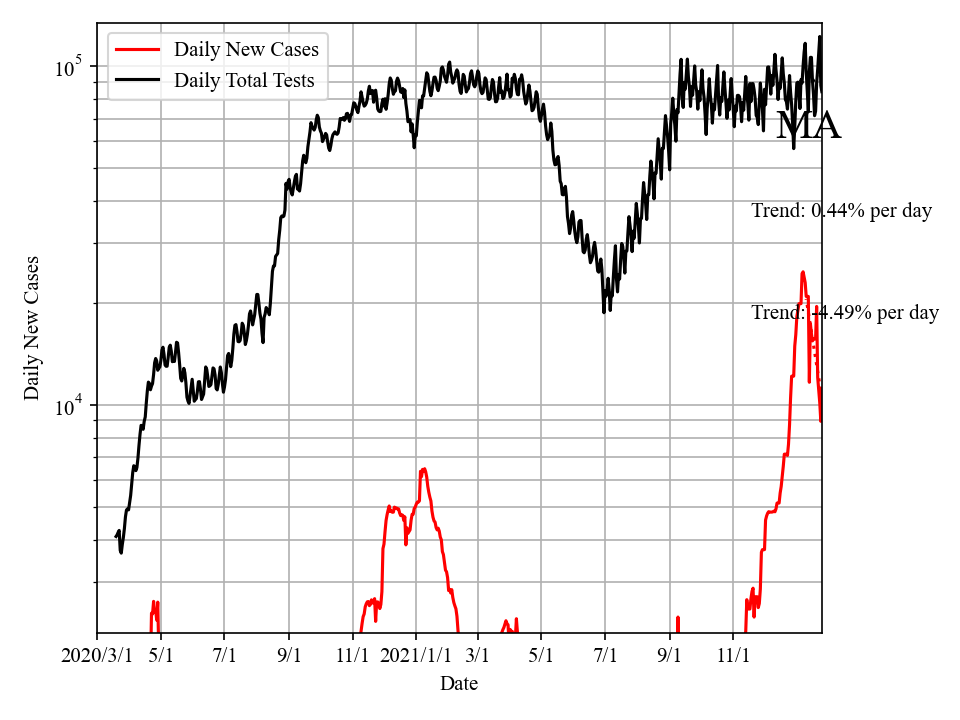 Daily New Cases
Daily Total Tests
10^5
MA
Trend: 0.44% per day
Trend: -4.49% per day
Daily New Cases
10^4
2020/3/1 5/1 7/1 9/1 11/1 2021/1/1 3/1 5/1 7/1 9/1 11/1
Date